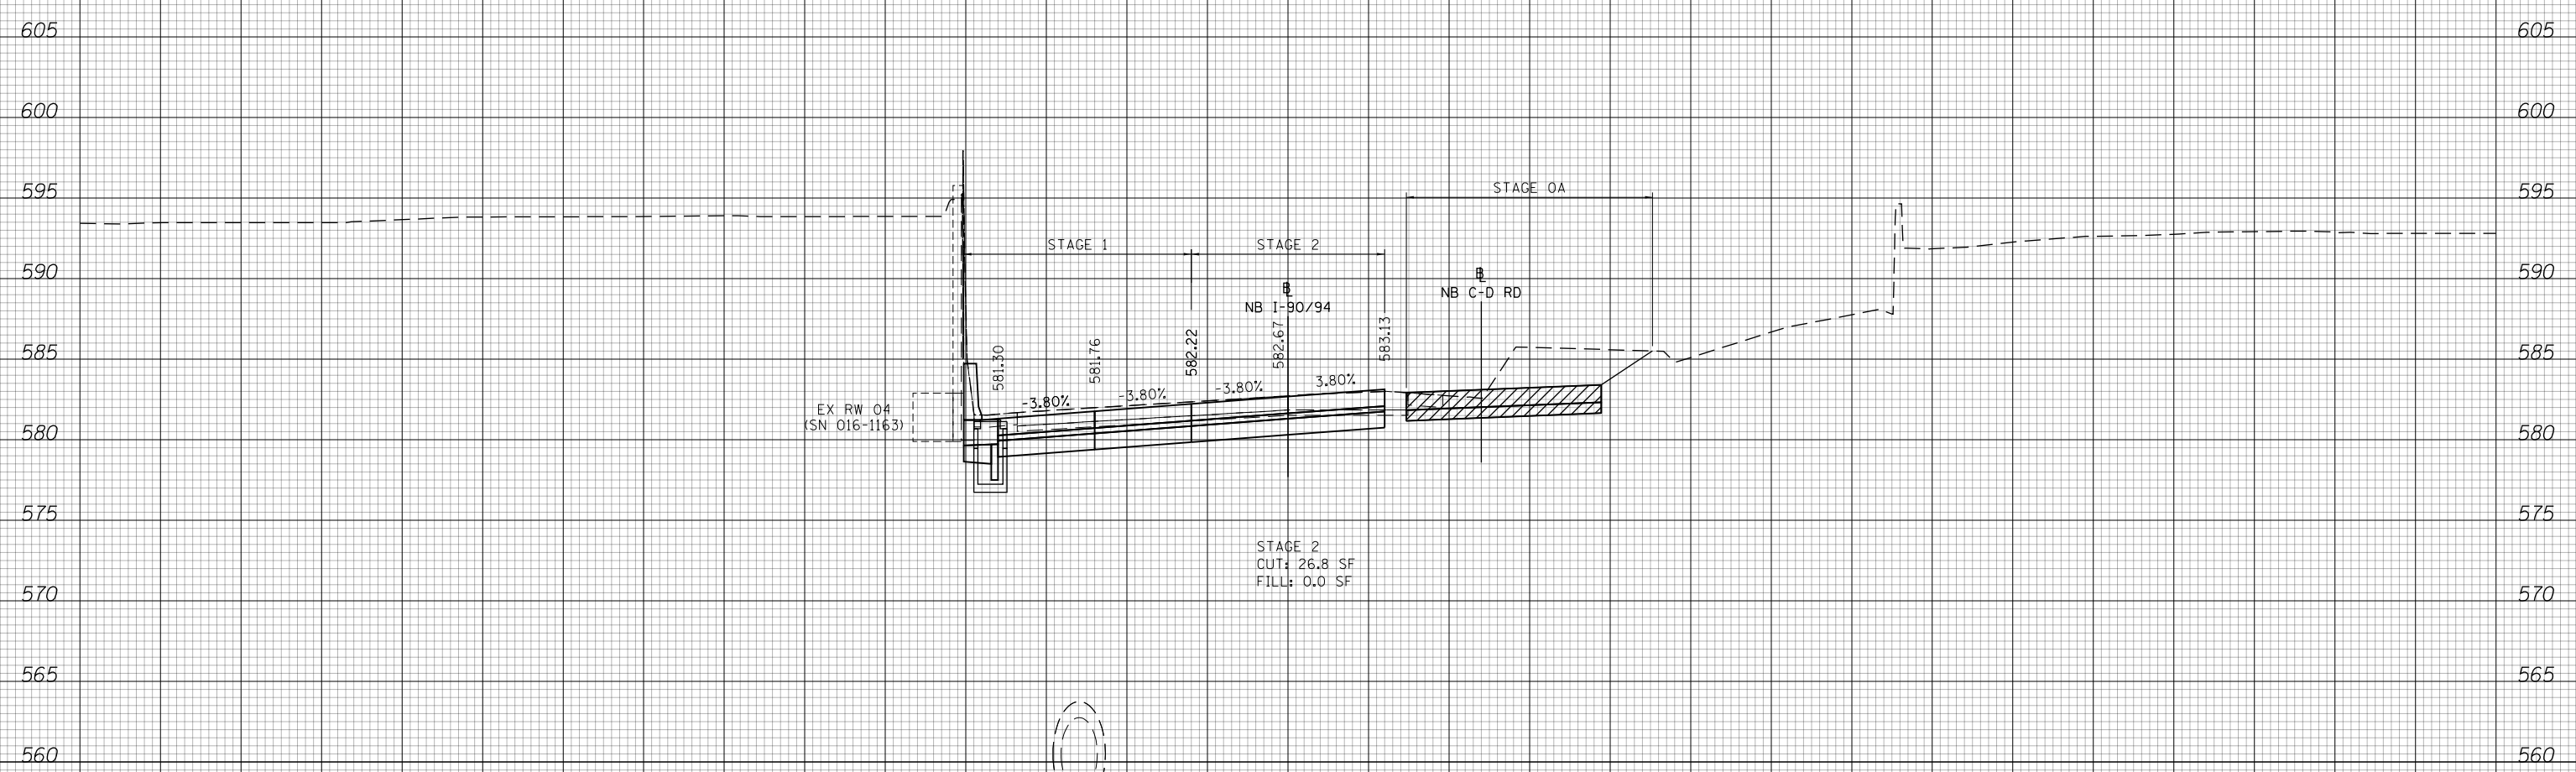 605 605
600 600
595 595
STAGE 0A
STAGE 1 STAGE 2
590 590
NB I-90/94
NB C-D RD
585 585
581.30 581.76 582.22 582.67 583.13
-3.80% -3.80% -3.80% 3.80%
EX RW 04
(SN 016-1163)
580 580
575 575
STAGE 2
CUT: 26.8 SF
FILL: 0.0 SF
570 570
565 565
560 560